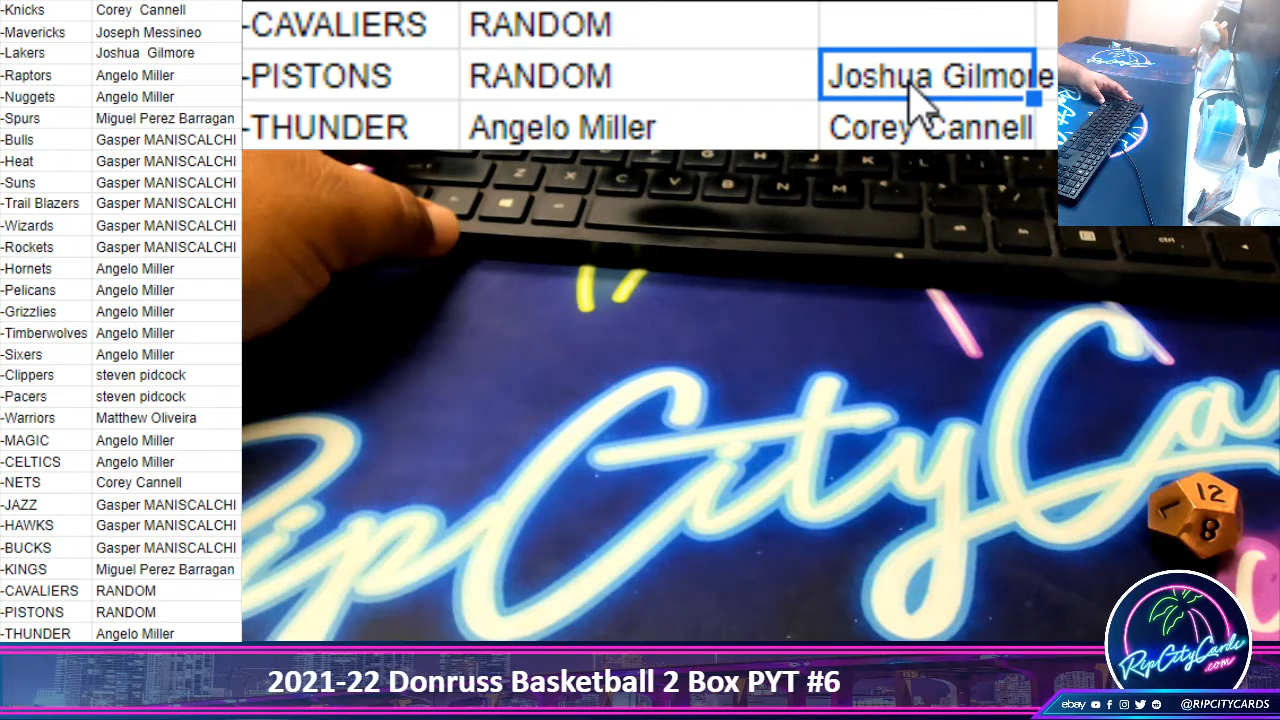 -Knicks Corey Cannell
-Mavericks Joseph Messineo
-Lakers Joshua Gilmore
-Raptors Angelo Miller
-Nuggets Angelo Miller
-Spurs Miguel Perez Barragan
-Bulls Gasper MANISCALCHI
-Heat Gasper MANISCALCHI
-Suns Gasper MANISCALCHI
-Trail Blazers Gasper MANISCALCHI
-Wizards Gasper MANISCALCHI
-Rockets Gasper MANISCALCHI
-Hornets Angelo Miller
-Pelicans Angelo Miller
-Grizzlies Angelo Miller
-Timberwolves Angelo Miller
-Sixers Angelo Miller
-Clippers steven pidcock
-Pacers steven pidcock
-Warriors Matthew Oliveira
-MAGIC Angelo Miller
-CELTICS Angelo Miller
-NETS Corey Cannell
-JAZZ Gasper MANISCALCHI
-HAWKS Gasper MANISCALCHI
-BUCKS Gasper MANISCALCHI
-KINGS Miguel Perez Barragan
-CAVALIERS RANDOM
-PISTONS RANDOM
-THUNDER Angelo Miller
-CAVALIERS RANDOM
-PISTONS RANDOM Joshua Gilmore
-THUNDER Angelo Miller Corey Cannell
Z X C V B N M
Ctrl
RipCityCa
12
8
RipCityCards
.com
2021-22 Donruss Basketball 2 Box PYT #6
ebay @RIPCITYCARDS